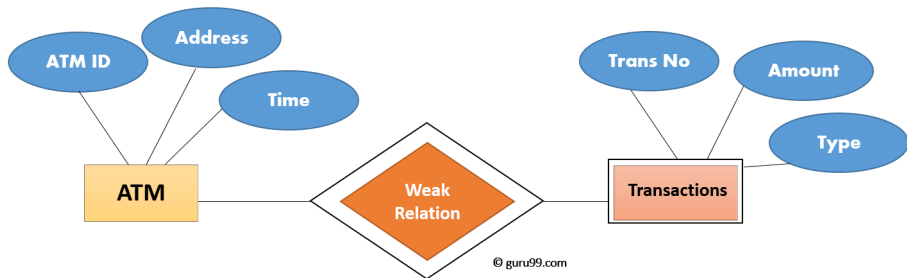 Address
ATM ID
Time
Trans No
Amount
Type
ATM
Weak
Relation
Transactions
© guru99.com